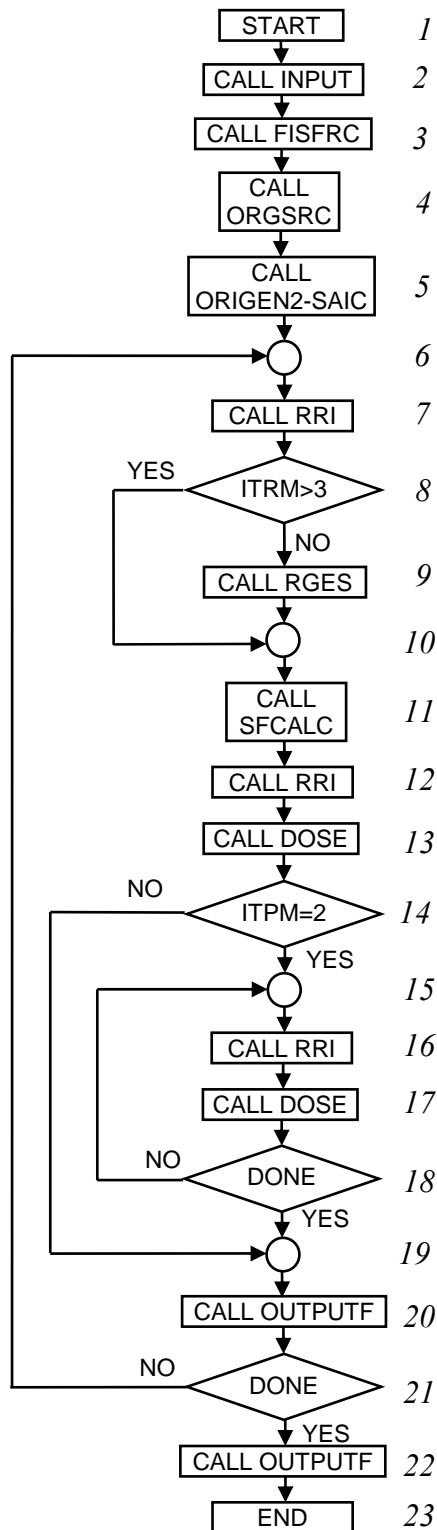 START 1
CALL INPUT 2
CALL FISFRC 3
CALL
ORGSRC 4
CALL
ORIGEN2-SAIC 5
6
CALL RRI 7
YES
ITRM>3 8
NO
CALL RGES 9
10
CALL
SFCALC 11
CALL RRI 12
CALL DOSE 13
NO
ITPM=2 14
YES
15
CALL RRI 16
CALL DOSE 17
NO
DONE 18
YES
19
CALL OUTPUTF 20
NO
DONE 21
YES
CALL OUTPUTF 22
END 23